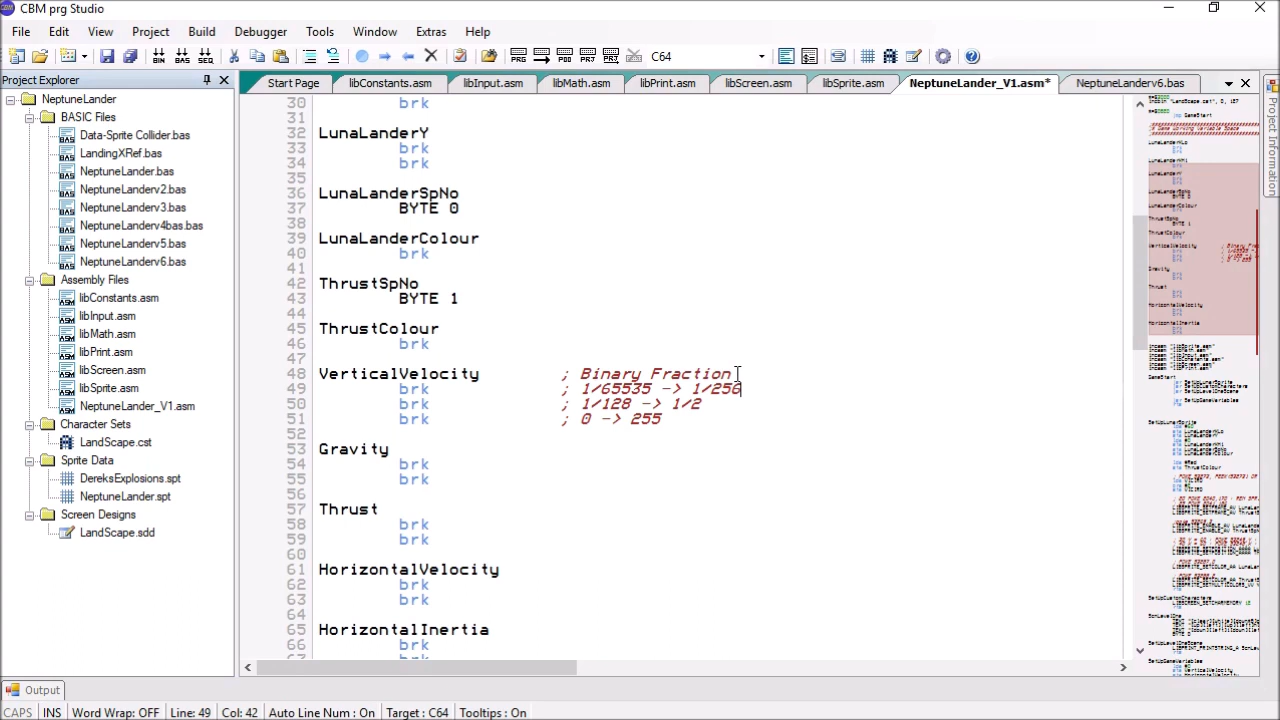 CBM prg Studio
File Edit View Project Build Debugger Tools Window Extras Help
C64
Project Explorer
Start Page libConstants.asm libInput.asm libMath.asm libPrint.asm libScreen.asm libSprite.asm NeptuneLander_V1.asm* NeptuneLanderv6.bas
NeptuneLander
BASIC Files
Data-Sprite Collider.bas
LandingXRef.bas
NeptuneLander.bas
NeptuneLanderv2.bas
NeptuneLanderv3.bas
NeptuneLanderv4bas.bas
NeptuneLanderv5.bas
NeptuneLanderv6.bas
Assembly Files
libConstants.asm
libInput.asm
libMath.asm
libPrint.asm
libScreen.asm
libSprite.asm
NeptuneLander_V1.asm
Character Sets
LandScape.cst
Sprite Data
DereksExplosions.spt
NeptuneLander.spt
Screen Designs
LandScape.sdd
30 brk
31
32 LunaLanderY
33 brk
34 brk
35
36 LunaLanderSpNo
37 BYTE 0
38
39 LunaLanderColour
40 brk
41
42 ThrustSpNo
43 BYTE 1
44
45 ThrustColour
46 brk
47
48 VerticalVelocity ; Binary Fraction
49 brk ; 1/65535 -> 1/256
50 brk ; 1/128 -> 1/2
51 brk ; 0 -> 255
52
53 Gravity
54 brk
55 brk
56
57 Thrust
58 brk
59 brk
60
61 HorizontalVelocity
62 brk
63 brk
64
65 HorizontalInertia
66 brk
67 brk
Project Information
Output
CAPS INS Word Wrap: OFF Line: 49 Col: 42 Auto Line Num : On Target : C64 Tooltips : On